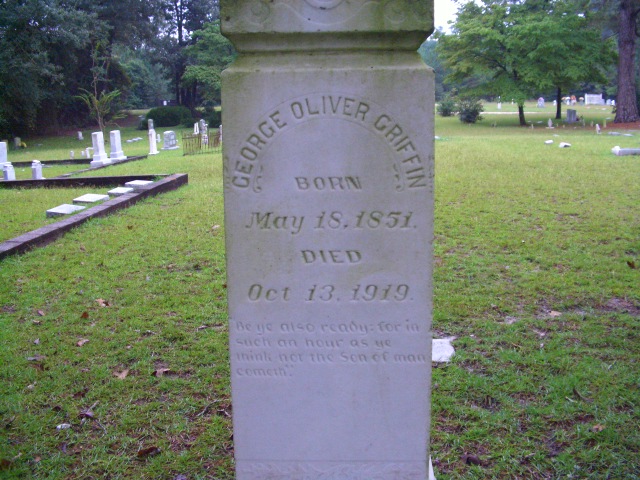 GEORGE OLIVER GRIFFIN
BORN
May 18, 1851.
DIED
Oct 13, 1919.
Be ye also ready: for in
such an hour as ye
think not the Son of man
cometh.